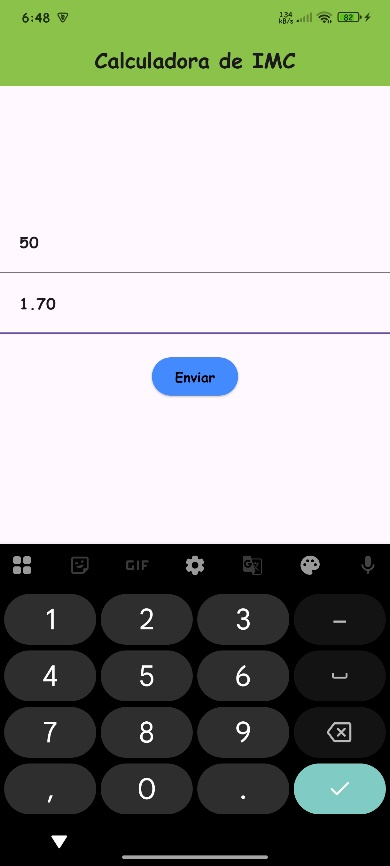 6:48 134 kB/s 82
Calculadora de IMC
50
1.70
Enviar
GIF G
1 2 3 –
4 5 6
7 8 9
, 0 .